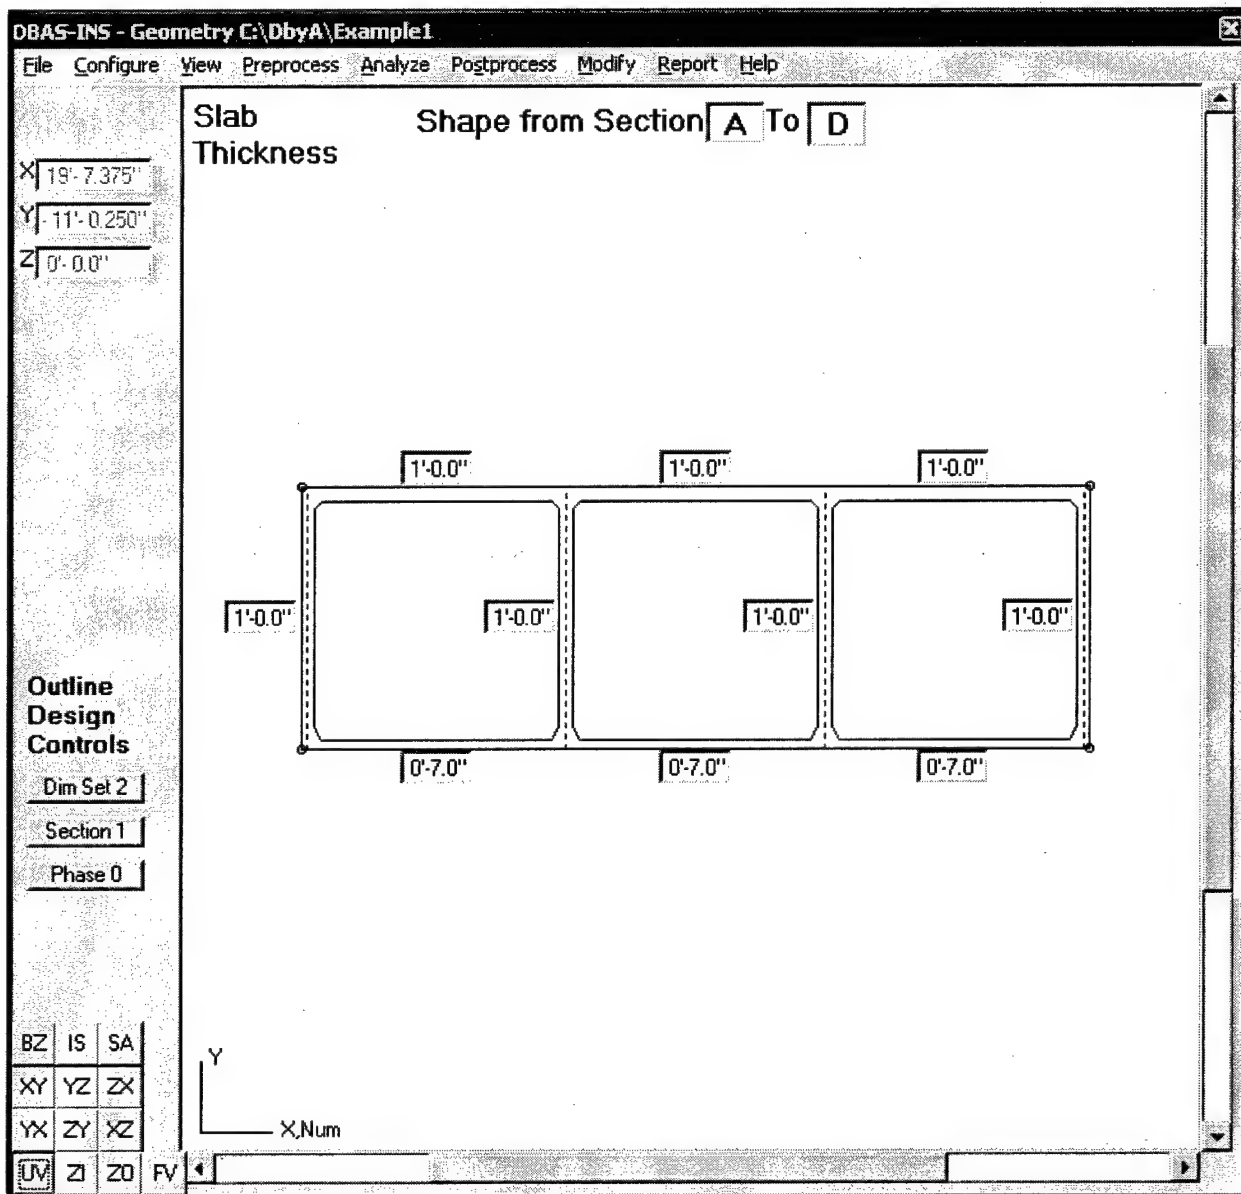 DBAS-INS - Geometry C:\DbyA\Example1
File Configure View Preprocess Analyze Postprocess Modify Report Help
Slab
Thickness
Shape from Section A To D
X 19'- 7.375"
Y - 11'- 0.250"
Z 0'- 0.0"
1'-0.0" 1'-0.0" 1'-0.0"
1'-0.0" 1'-0.0" 1'-0.0" 1'-0.0"
0'-7.0" 0'-7.0" 0'-7.0"
Outline
Design
Controls
Dim Set 2
Section 1
Phase 0
BZ IS SA
XY YZ ZX
YX ZY XZ
UV ZI ZO FV
Y
X,Num